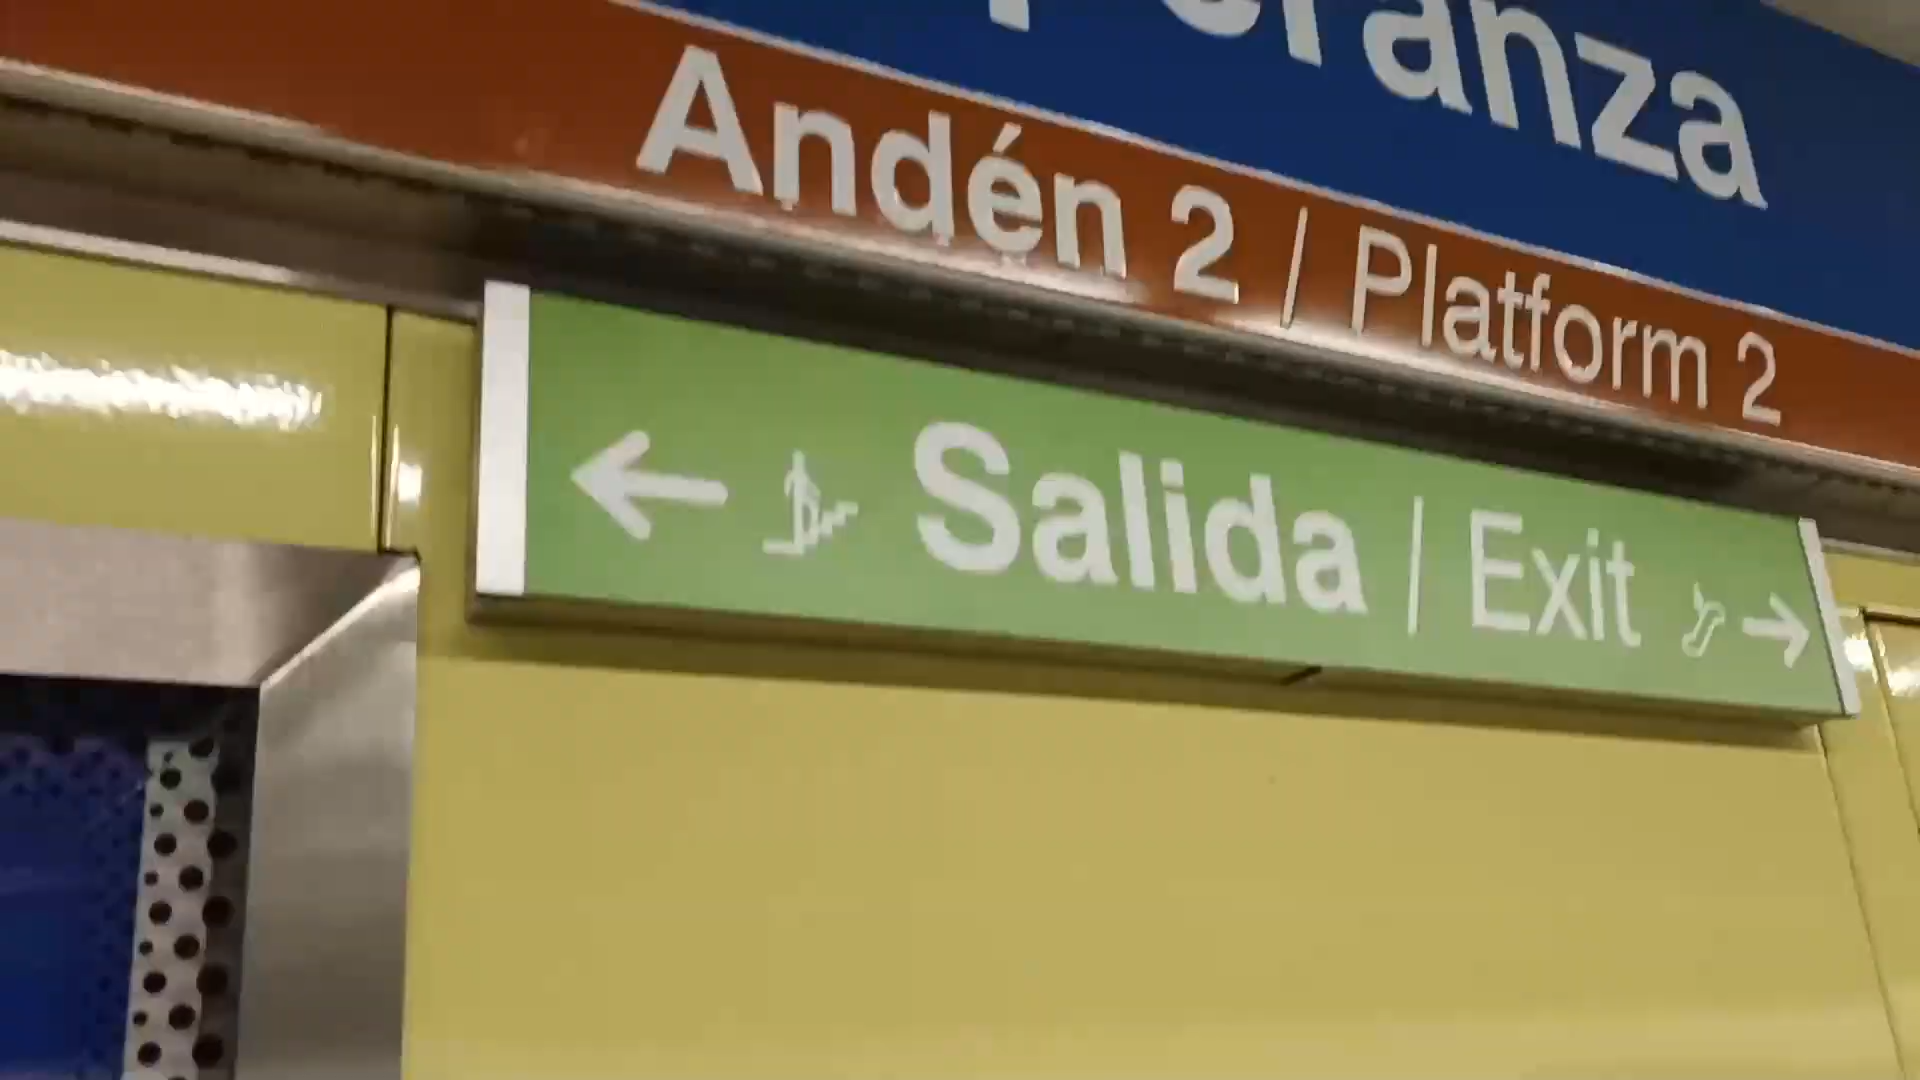 Andén 2 / Platform 2
Salida | Exit